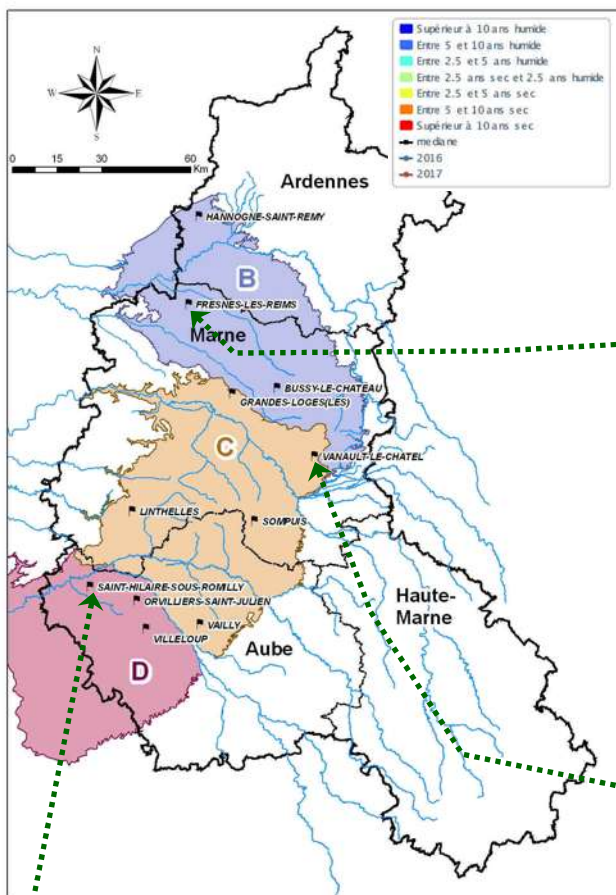 Supérieur à 10 ans humide
Entre 5 et 10 ans humide
Entre 2.5 et 5 ans humide
Entre 2.5 ans sec et 2.5 ans humide
Entre 2.5 et 5 ans sec
Entre 5 et 10 ans sec
Supérieur à 10 ans sec
mediane
2016
2017
N
W
E
S
0 30 60
Km
Ardennes
HANNOGNE-SAINT-REMY
B
FRESNES-LES-REIMS
Marne
BUSSY-LE-CHATEAU
GRANDES-LOGES(LES)
C
VANAULT-LE-CHATEL
LINTHELLES
SOMPUIS
SAINT-HILAIRE-SOUS-ROMILLY
ORVILLIERS-SAINT-JULIEN
Haute-
Marne
VAILLY
VILLELOUP
Aube
D